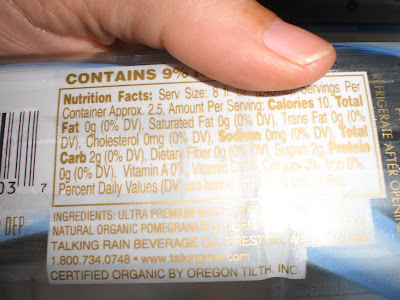 CONTAINS 9%
Nutrition Facts: Serv Size: 8 fl Servings Per
Container Approx. 2.5, Amount Per Serving: Calories 10, Total
Fat 0g (0% DV), Saturated Fat 0g (0% DV), Trans Fat 0g (0%
DV), Cholesterol 0mg (0% DV), Sodium 0mg (0% DV), Total
Carb 2g (0% DV), Dietary Fiber 0g (0% DV), Sugars 2g, Protein
0g (0% DV), Vitamin A 0%, Vitamin Iron 0%.
Percent Daily Values (DV)
INGREDIENTS: ULTRA PREMIUM
NATURAL ORGANIC POMEGRANATE
TALKING RAIN BEVERAGE CO., PRESTON, WA
1.800.734.0748 • www.talkingrain.com
CERTIFIED ORGANIC BY OREGON TILTH, INC.
REFRIGERATE AFTER OPENING
03 7
DEP